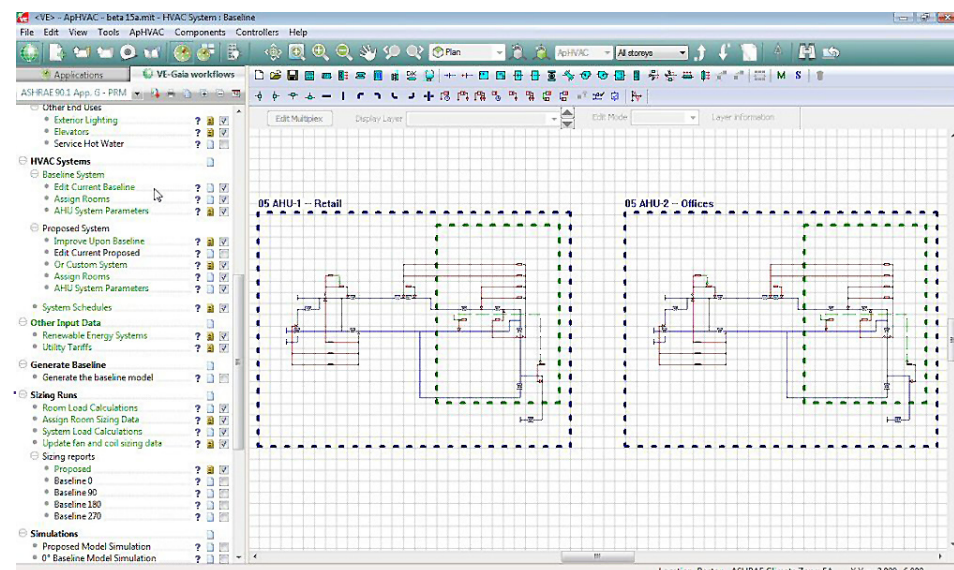 <VE> - ApHVAC - beta 15a.mit - HVAC System : Baseline
File Edit View Tools ApHVAC Components Controllers Help
Plan ApHVAC All storeys
Applications VE-Gaia workflows
ASHRAE 90.1 App. G - PRM
M S
Edit Multiplex Display Layer Edit Mode Layer Information
Other End Uses
Exterior Lighting ?
Elevators ?
Service Hot Water ?
HVAC Systems
Baseline System
Edit Current Baseline ?
Assign Rooms ?
AHU System Parameters ?
Proposed System
Improve Upon Baseline ?
Edit Current Proposed ?
Or Custom System ?
Assign Rooms ?
AHU System Parameters ?
System Schedules ?
Other Input Data
Renewable Energy Systems ?
Utility Tariffs ?
Generate Baseline
Generate the baseline model ?
Sizing Runs
Room Load Calculations ?
Assign Room Sizing Data ?
System Load Calculations ?
Update fan and coil sizing data ?
Sizing reports
Proposed ?
Baseline 0 ?
Baseline 90 ?
Baseline 180 ?
Baseline 270 ?
Simulations
Proposed Model Simulation ?
0° Baseline Model Simulation ?
05 AHU-1 -- Retail
05 AHU-2 -- Offices